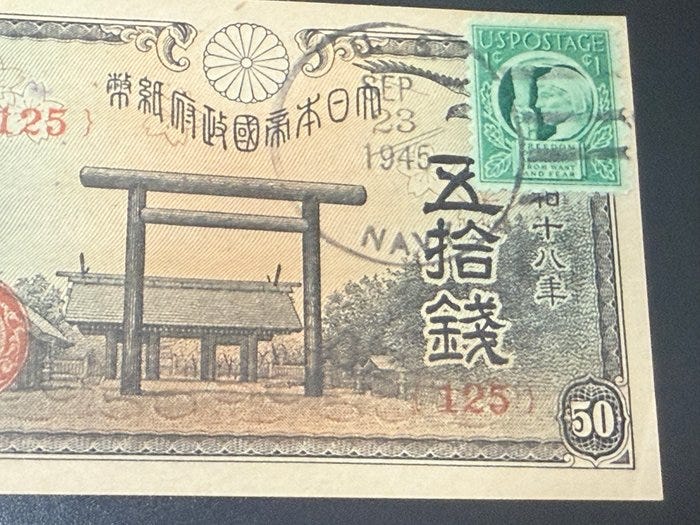 大日本帝國政府紙幣
125}
U.S.POSTAGE
1¢ ¢1
FREEDOM
FROM WANT
AND FEAR
SEP
23
1945
NAV
五拾錢
和十八年
{125}
50